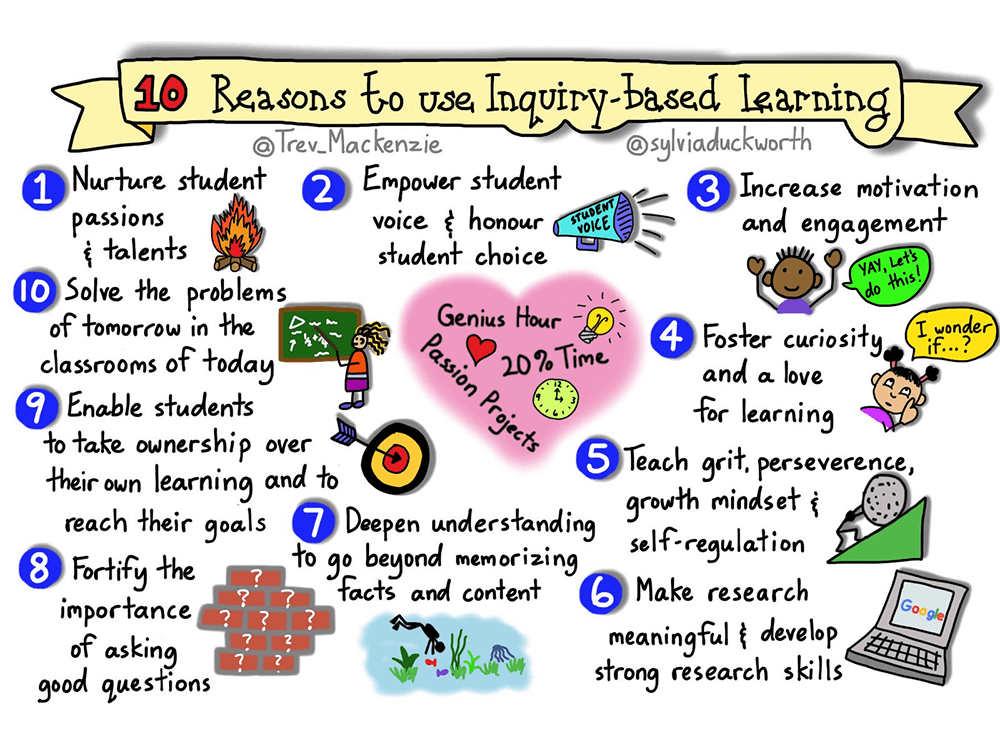 10 Reasons to use Inquiry-based Learning
@Trev_Mackenzie
@sylviaduckworth
1 Nurture student
passions
& talents
2 Empower student
voice & honour
student choice
STUDENT
VOICE
3 Increase motivation
and engagement
YAY, Let's
do this!
4 Foster curiosity
and a love
for learning
I wonder
if...?
5 Teach grit, perseverence,
growth mindset &
self-regulation
6 Make research
meaningful & develop
strong research skills
Google
7 Deepen understanding
to go beyond memorizing
facts and content
8 Fortify the
importance
of asking
good questions
? 
? ?
? ? ?
? ?
? ?
9 Enable students
to take ownership over
their own learning and to
reach their goals
10 Solve the problems
of tomorrow in the
classrooms of today
Genius Hour
20% Time
Passion Projects
12
3
6
9